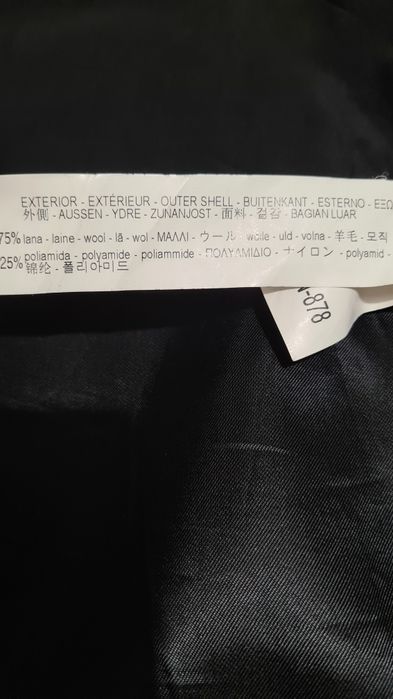 EXTERIOR - EXTÉRIEUR - OUTER SHELL - BUITENKANT - ESTERNO - ΕΞΩ
外側 - AUSSEN - YDRE - ZUNANJOST - 面料 - 겉감 - BAGIAN LUAR
75% lana - laine - wool - lã - wol - ΜΑΛΛΙ - ウール - wolle - uld - volna - 羊毛 - 모직
25% poliamida - polyamide - poliammide - ΠΟΛΥΑΜΙΔΙΟ - ナイロン - polyamid -
锦纶 - 폴리아미드
-878